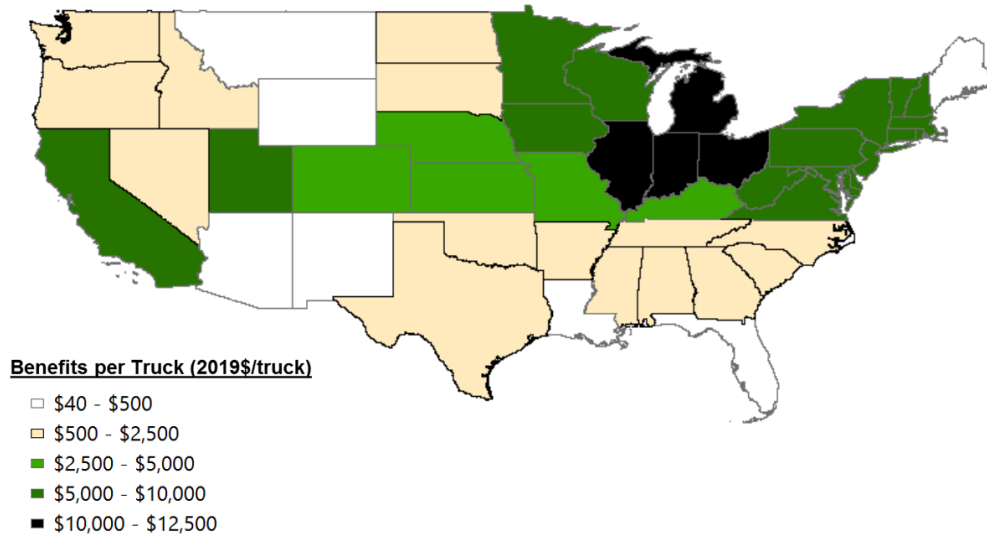 Benefits per Truck (2019$/truck)
$40 - $500
$500 - $2,500
$2,500 - $5,000
$5,000 - $10,000
$10,000 - $12,500